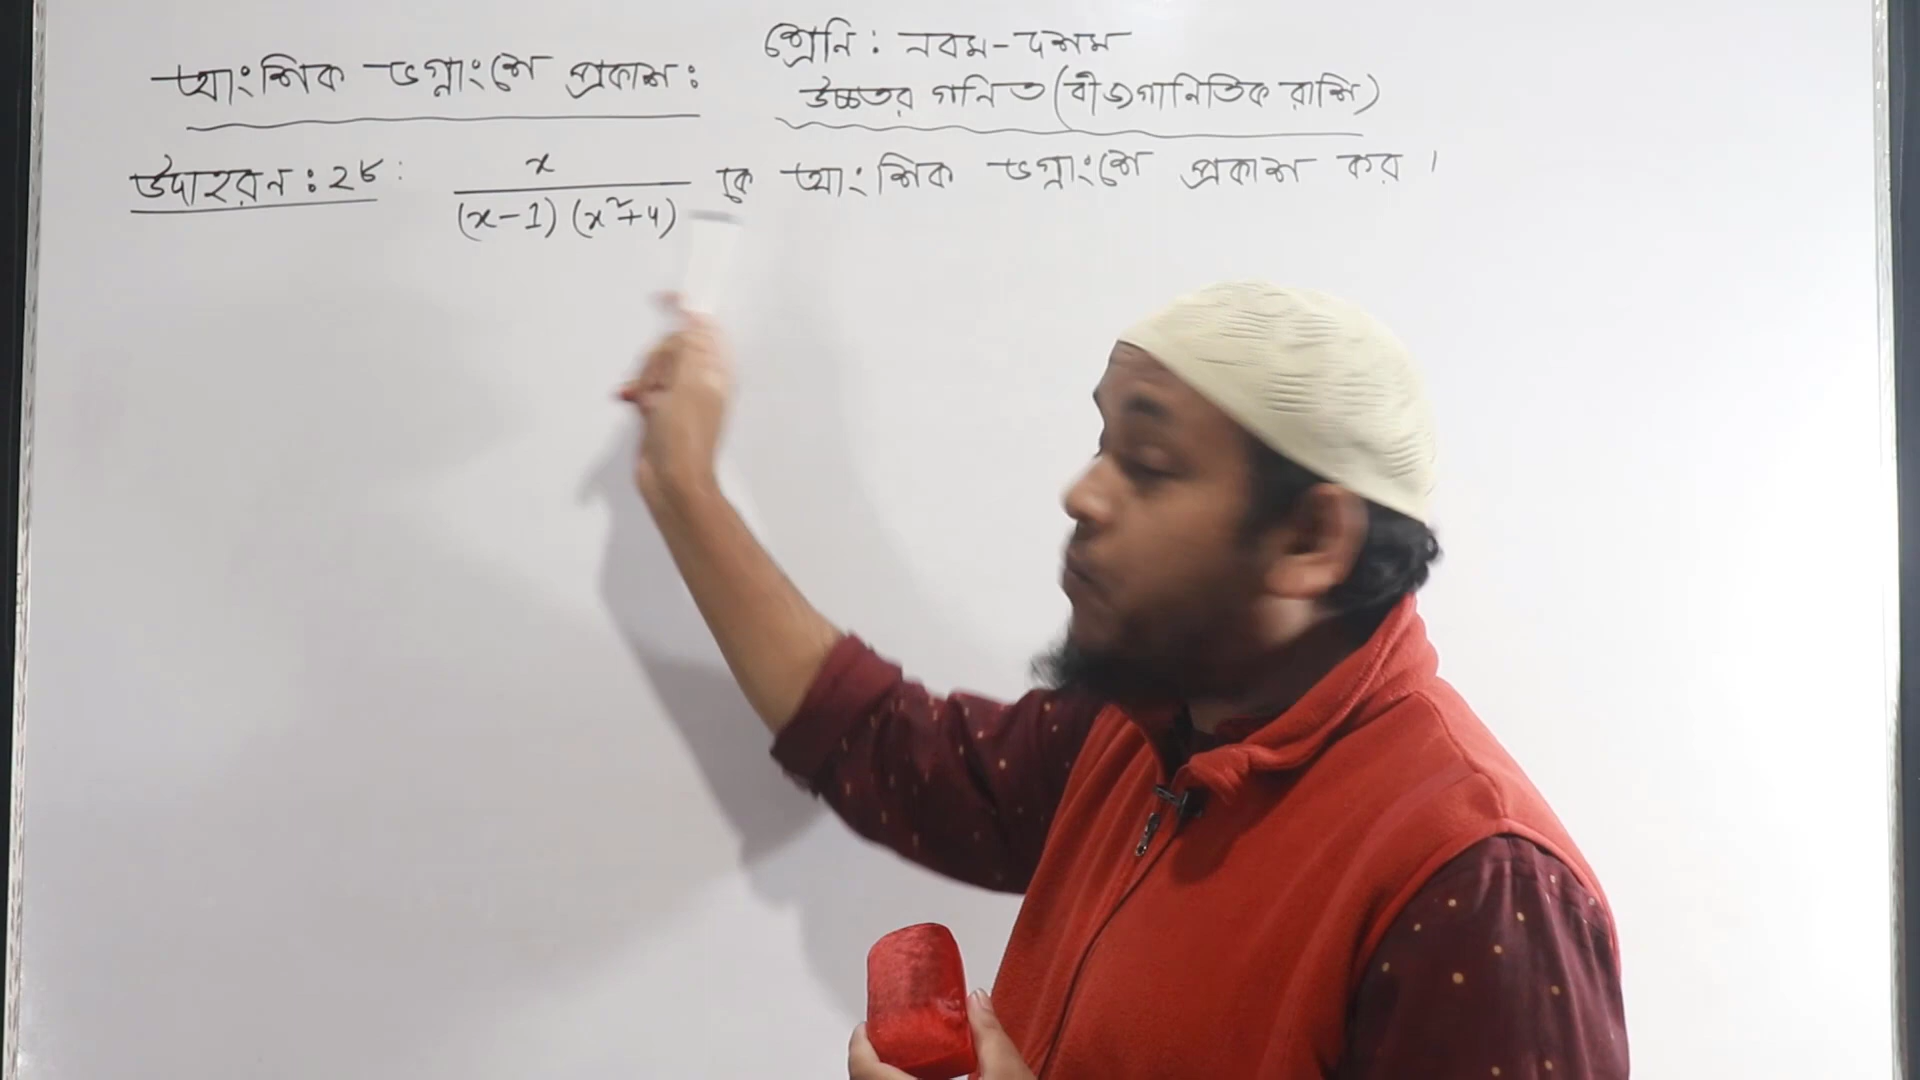 আংশিক ভগ্নাংশে প্রকাশ:
শ্রেনি: নবম-দশম
উচ্চতর গনিত (বীজগানিতিক রাশি)
উদাহরন: ২৮: x/((x-1)(x²+4)) কে আংশিক ভগ্নাংশে প্রকাশ কর।